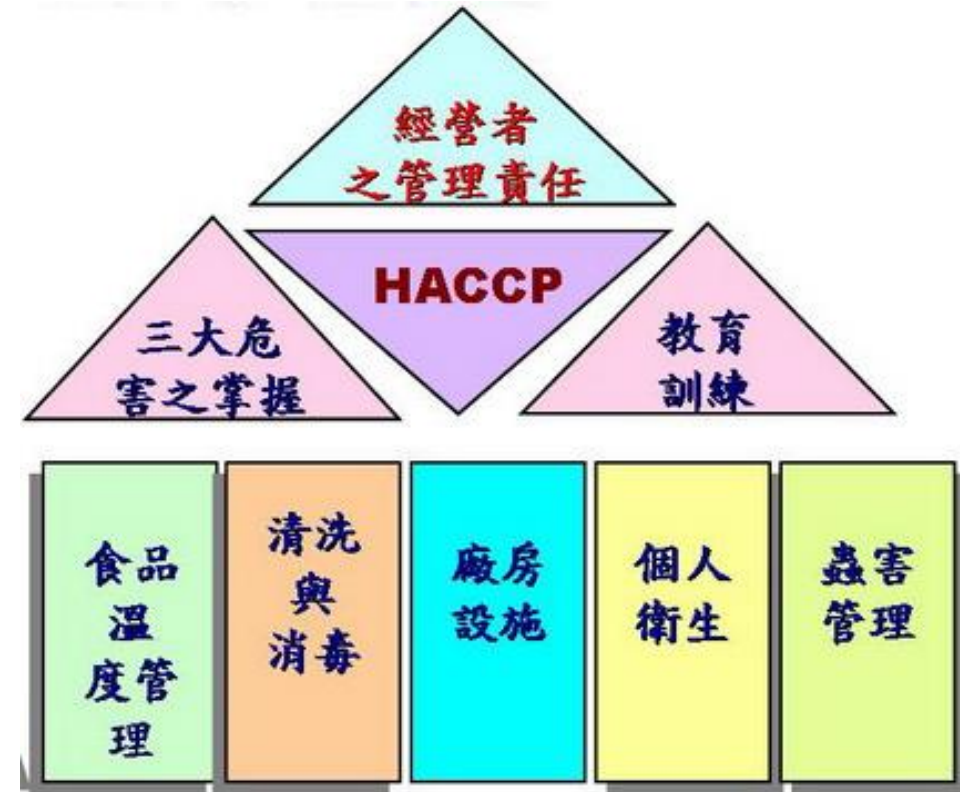 經營者
之管理責任
HACCP
三大危
害之掌握
教育
訓練
食品
溫
度管
理
清洗
與
消毒
廠房
設施
個人
衛生
蟲害
管理